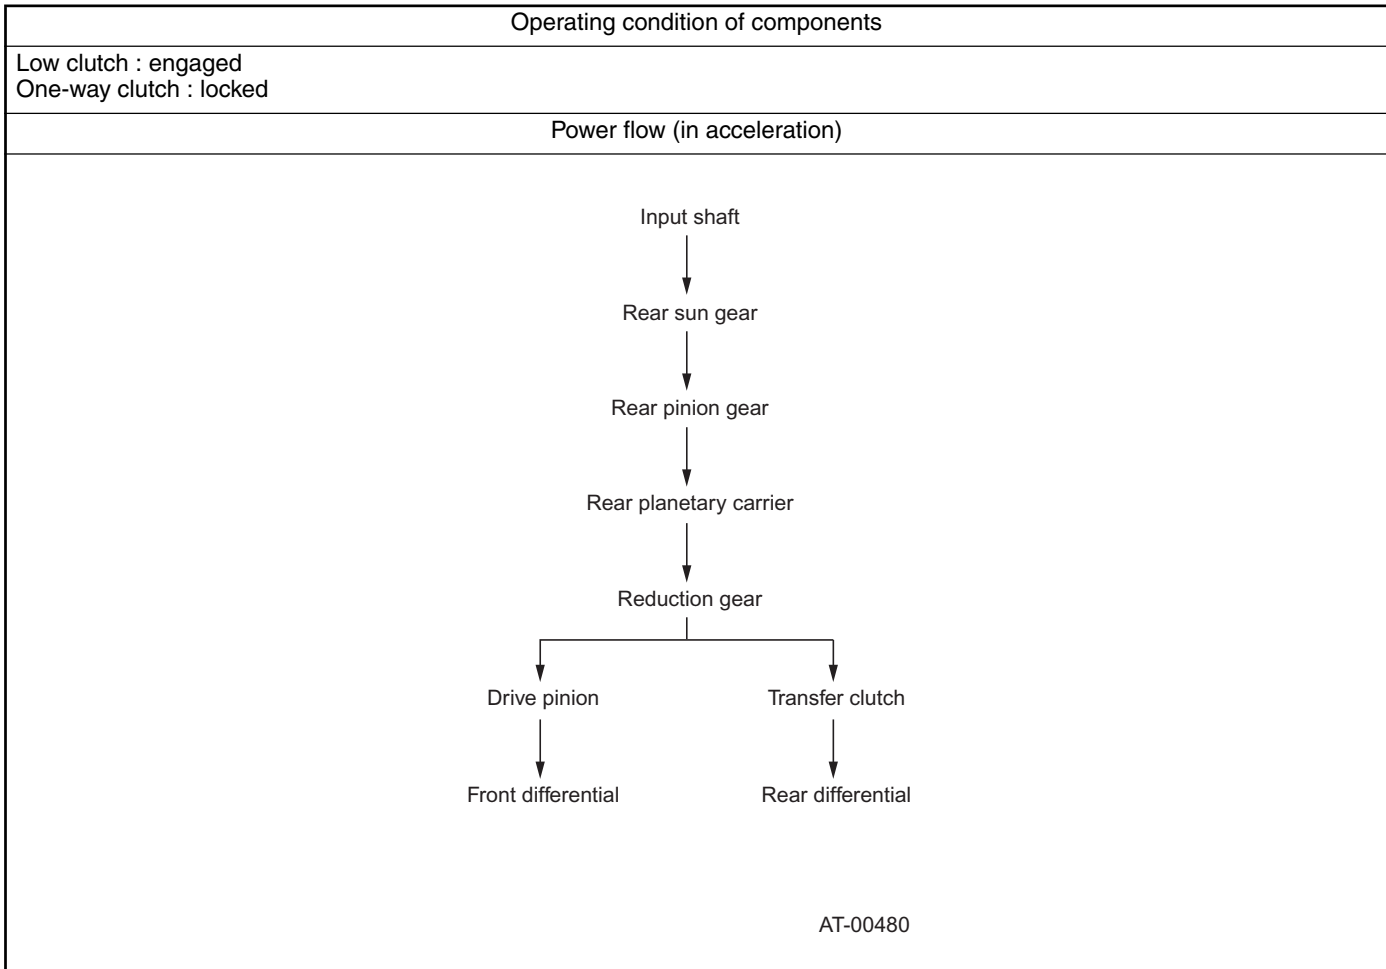 Operating condition of components
Low clutch : engaged
One-way clutch : locked
Power flow (in acceleration)
Input shaft
Rear sun gear
Rear pinion gear
Rear planetary carrier
Reduction gear
Drive pinion
Transfer clutch
Front differential
Rear differential
AT-00480